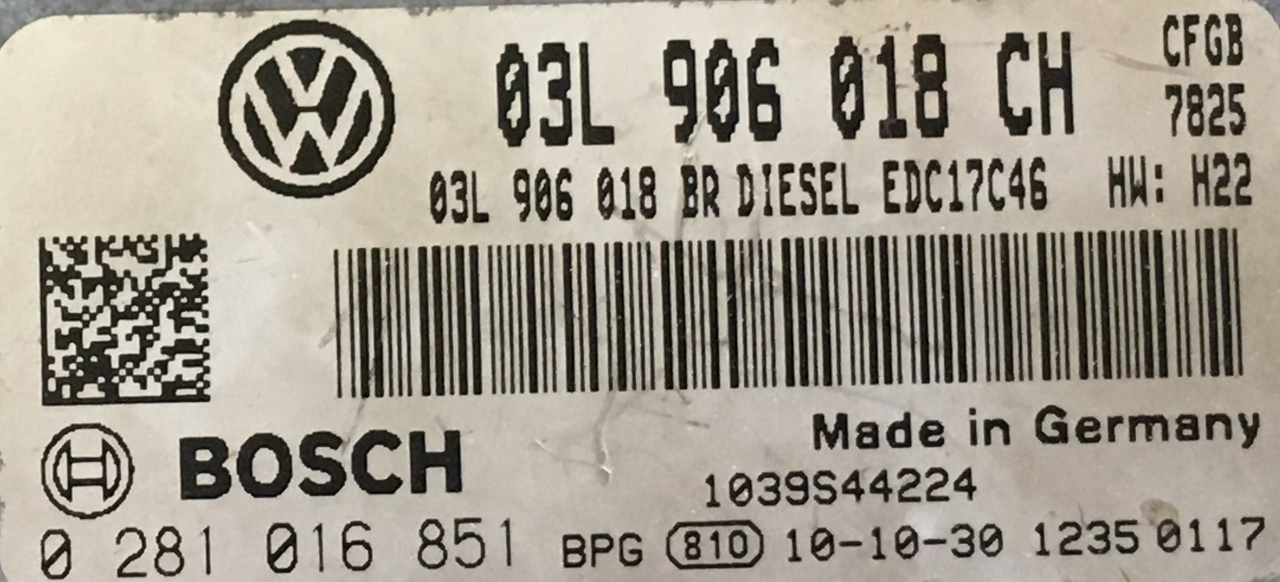 03L 906 018 CH
CFGB
7825
03L 906 018 BR DIESEL EDC17C46 HW: H22
Made in Germany
BOSCH
1039S44224
0 281 016 851 BPG 810 10-10-30 1235 0117